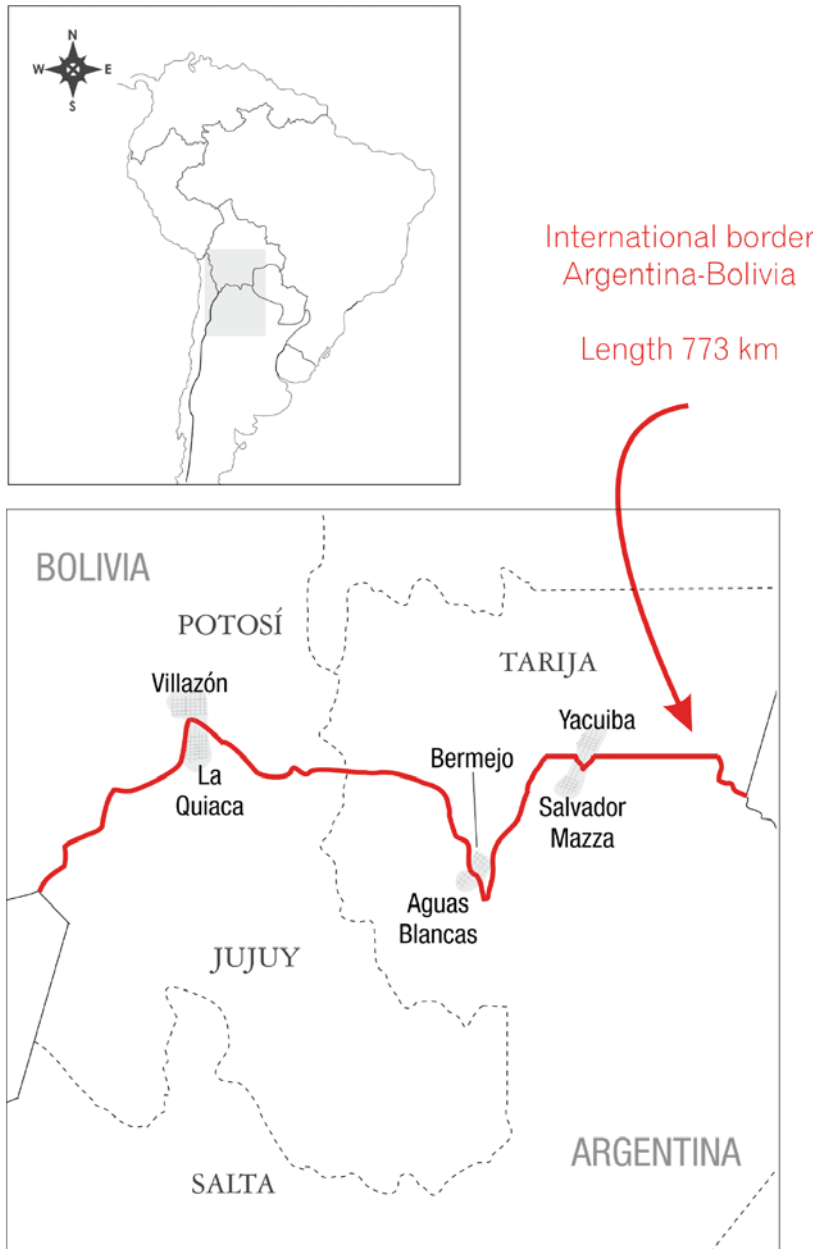 N
W
E
S
International border
Argentina-Bolivia
Length 773 km
BOLIVIA
POTOSÍ
TARIJA
Villazón
Yacuiba
Bermejo
La
Quiaca
Salvador
Mazza
Aguas
Blancas
JUJUY
ARGENTINA
SALTA